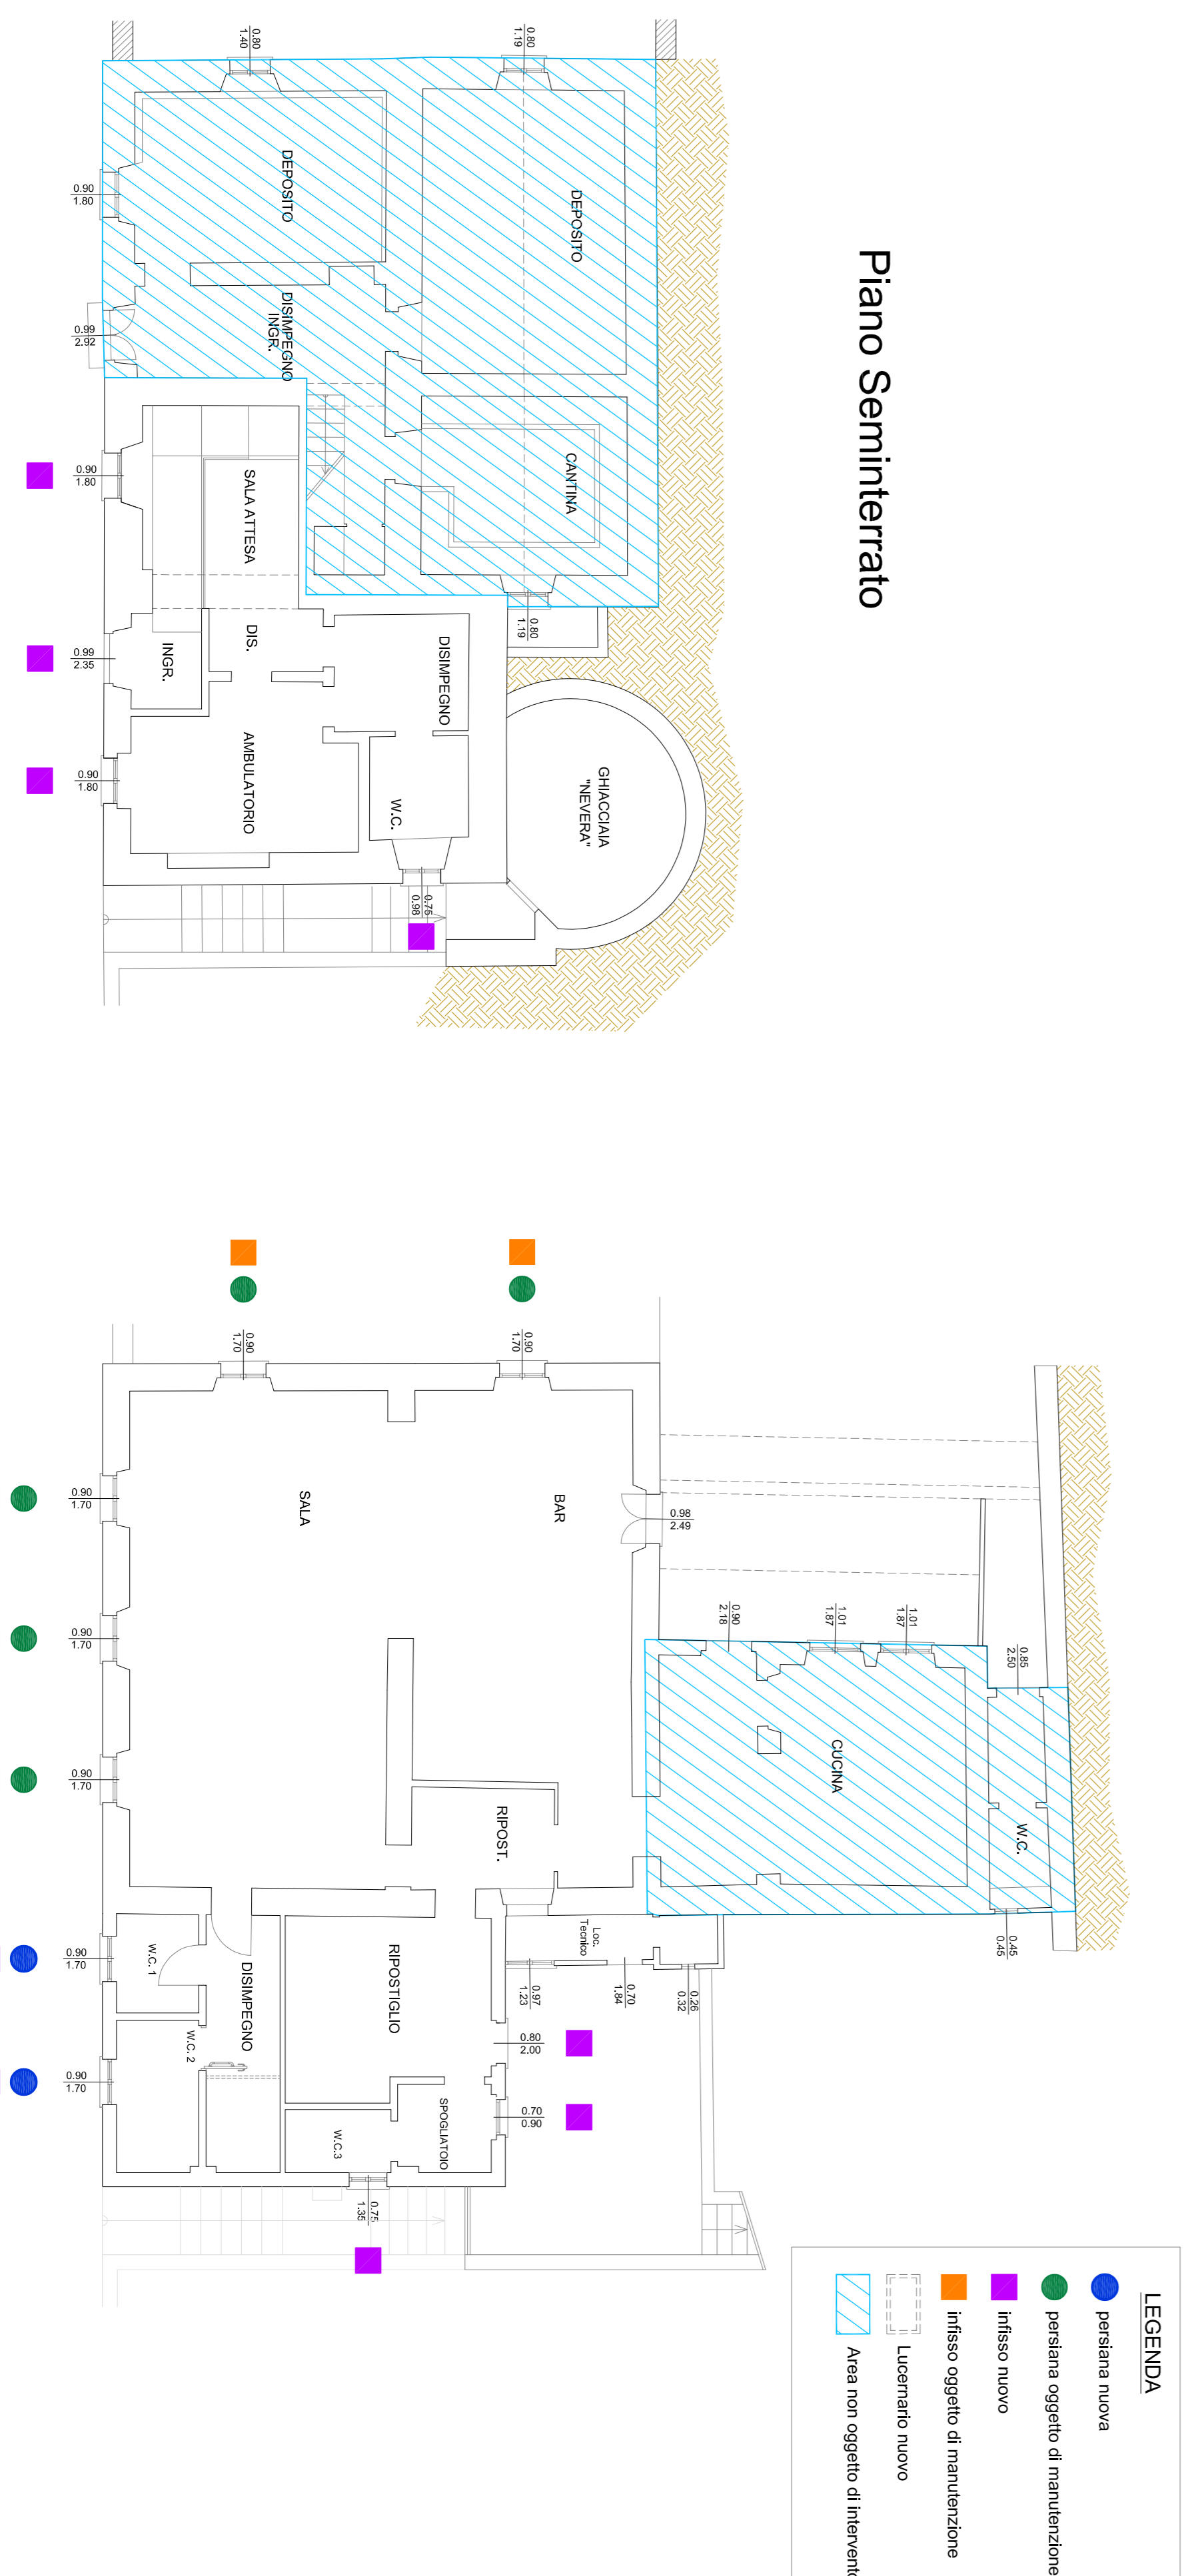 Piano Seminterrato
0.80
1.40
0.80
1.19
DEPOSITO
DEPOSITO
0.90
1.80
DISIMPEGNO
INGR.
0.99
2.92
CANTINA
0.90
1.80
SALA ATTESA
0.80
1.19
DIS.
DISIMPEGNO
INGR.
0.99
2.35
AMBULATORIO
0.90
1.80
W.C.
GHIACCIAIA
"NEVERA"
0.75
0.98
0.90
1.70
0.90
1.70
SALA
BAR
0.98
2.49
0.90
1.70
0.90
1.70
0.90
1.70
0.90
2.18
1.01
1.87
1.01
1.87
0.85
2.50
CUCINA
W.C.
RIPOST.
0.45
0.45
Loc.
Tecnico
0.97
1.23
0.70
1.84
0.26
0.32
W.C. 1
0.90
1.70
DISIMPEGNO
RIPOSTIGLIO
0.80
2.00
W.C. 2
0.90
1.70
0.70
0.90
SPOGLIATOIO
W.C.3
0.75
1.35
LEGENDA
persiana nuova
persiana oggetto di manutenzione
infisso nuovo
infisso oggetto di manutenzione
Lucernario nuovo
Area non oggetto di intervento